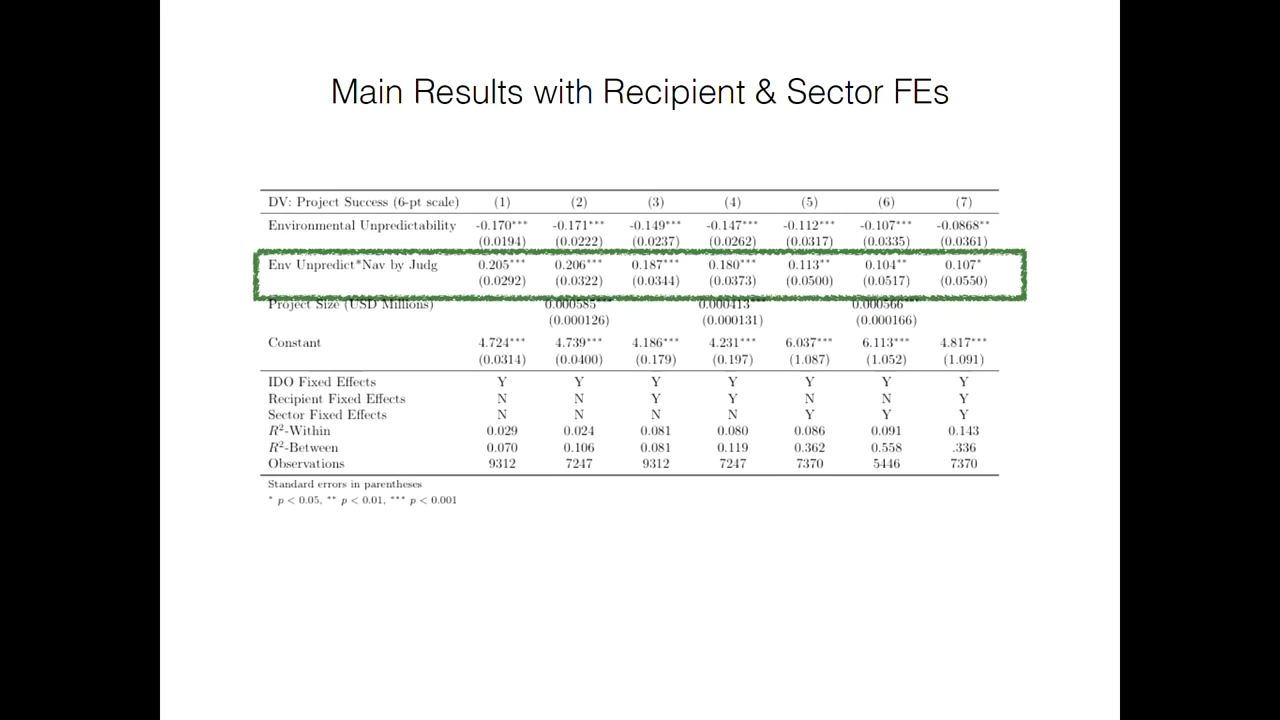 Main Results with Recipient & Sector FEs
DV: Project Success (6-pt scale) (1) (2) (3) (4) (5) (6) (7)
Environmental Unpredictability -0.170*** -0.171*** -0.149*** -0.147*** -0.112*** -0.107*** -0.0868**
(0.0194) (0.0222) (0.0237) (0.0262) (0.0317) (0.0335) (0.0361)
Env Unpredict*Nav by Judg 0.205*** 0.206*** 0.187*** 0.180*** 0.113** 0.104** 0.107*
(0.0292) (0.0322) (0.0344) (0.0373) (0.0500) (0.0517) (0.0550)
Project Size (USD Millions) 0.000585*** 0.000413*** 0.000566***
(0.000126) (0.000131) (0.000166)
Constant 4.724*** 4.739*** 4.186*** 4.231*** 6.037*** 6.113*** 4.817***
(0.0314) (0.0400) (0.179) (0.197) (1.087) (1.052) (1.091)
IDO Fixed Effects Y Y Y Y Y Y Y
Recipient Fixed Effects N N Y Y N N Y
Sector Fixed Effects N N N N Y Y Y
R²-Within 0.029 0.024 0.081 0.080 0.086 0.091 0.143
R²-Between 0.070 0.106 0.081 0.119 0.362 0.558 .336
Observations 9312 7247 9312 7247 7370 5446 7370
Standard errors in parentheses
* p < 0.05, ** p < 0.01, *** p < 0.001